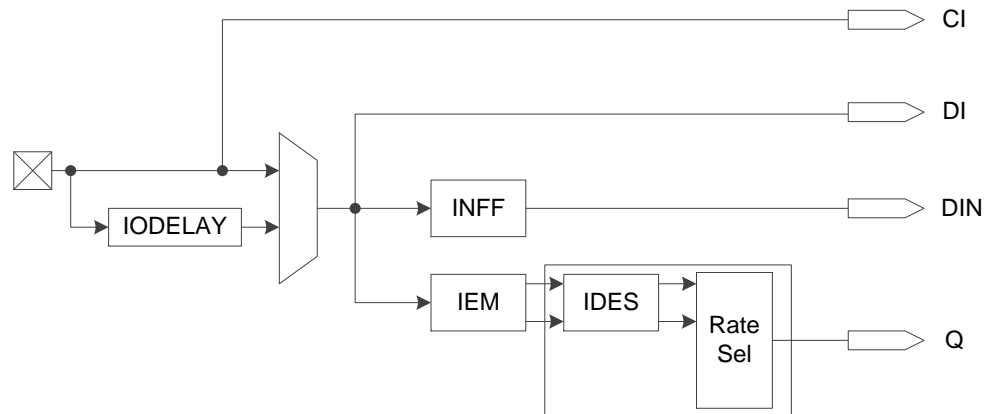 CI
DI
IODELAY
INFF
DIN
IEM
IDES
Rate
Sel
Q